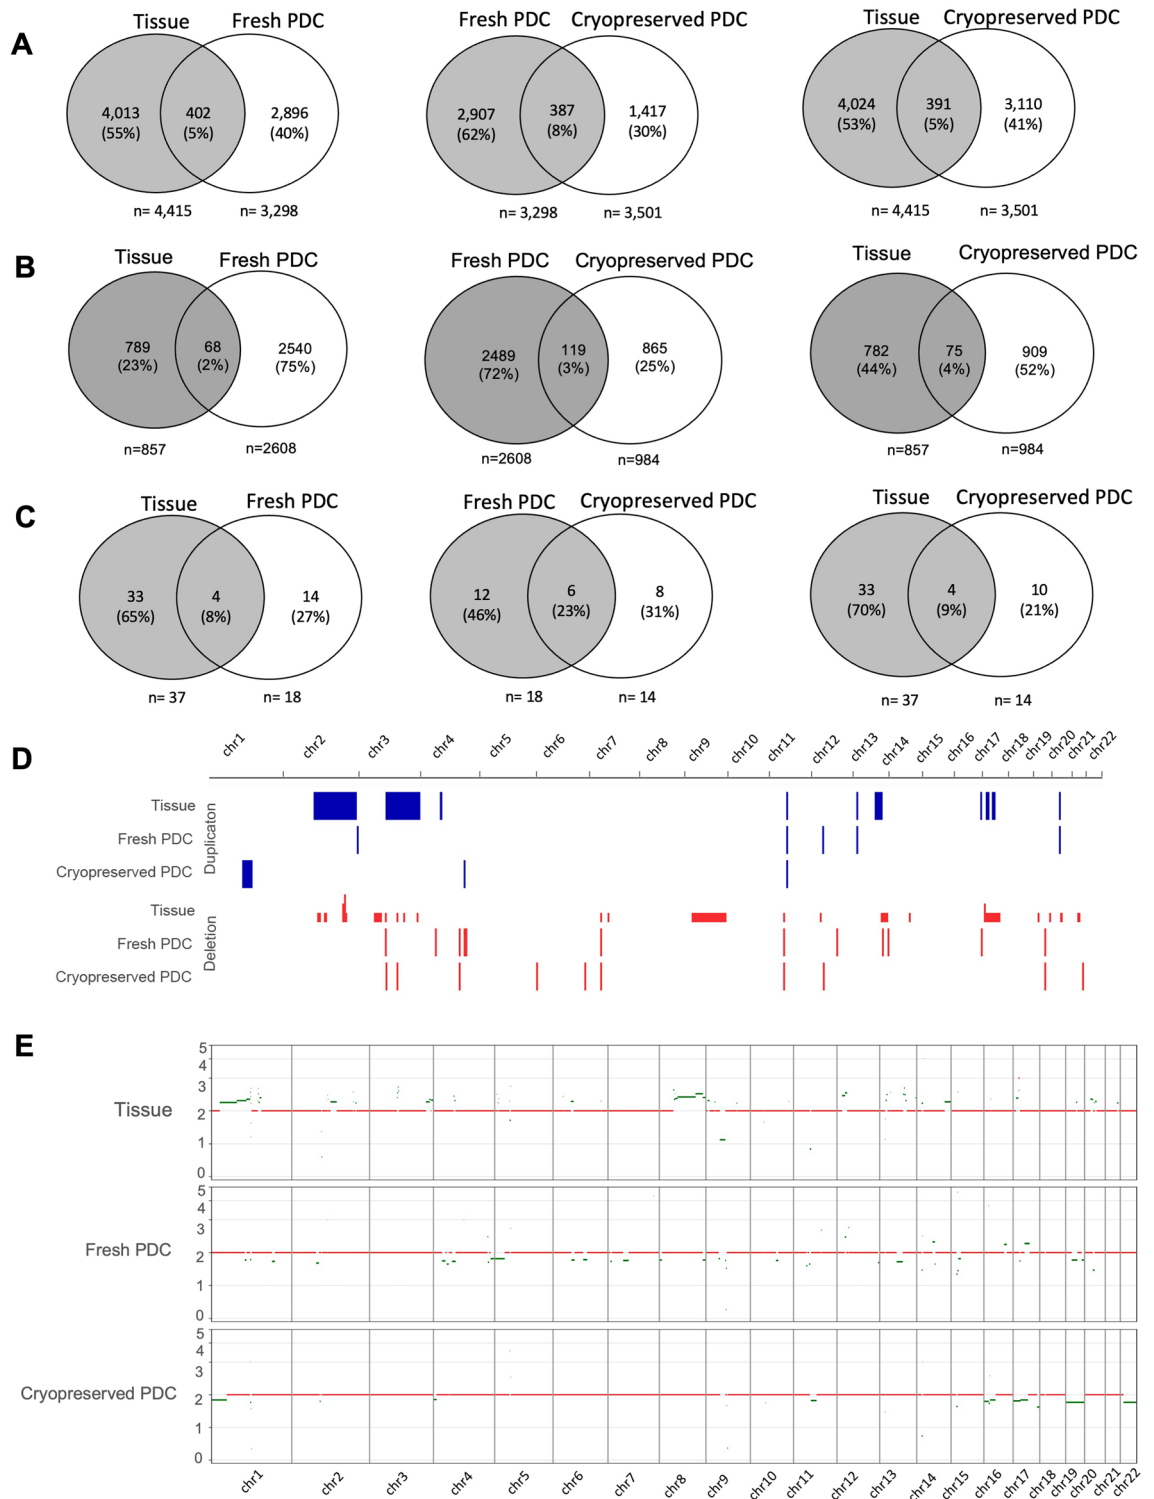 A
Tissue Fresh PDC
4,013 402 2,896
(55%) (5%) (40%)
n= 4,415 n= 3,298
Fresh PDC Cryopreserved PDC
2,907 387 1,417
(62%) (8%) (30%)
n= 3,298 n= 3,501
Tissue Cryopreserved PDC
4,024 391 3,110
(53%) (5%) (41%)
n= 4,415 n= 3,501
B
Tissue Fresh PDC
789 68 2540
(23%) (2%) (75%)
n=857 n=2608
Fresh PDC Cryopreserved PDC
2489 119 865
(72%) (3%) (25%)
n=2608 n=984
Tissue Cryopreserved PDC
782 75 909
(44%) (4%) (52%)
n=857 n=984
C
Tissue Fresh PDC
33 4 14
(65%) (8%) (27%)
n= 37 n= 18
Fresh PDC Cryopreserved PDC
12 6 8
(46%) (23%) (31%)
n= 18 n= 14
Tissue Cryopreserved PDC
33 4 10
(70%) (9%) (21%)
n= 37 n= 14
D
chr1 chr2 chr3 chr4 chr5 chr6 chr7 chr8 chr9 chr10 chr11 chr12 chr13 chr14 chr15 chr16 chr17 chr18 chr19 chr20 chr21 chr22
Duplicaton
Tissue
Fresh PDC
Cryopreserved PDC
Deletion
Tissue
Fresh PDC
Cryopreserved PDC
E
Tissue
5
4
3
2
1
0
Fresh PDC
5
4
3
2
1
0
Cryopreserved PDC
5
4
3
2
1
0
chr1 chr2 chr3 chr4 chr5 chr6 chr7 chr8 chr9 chr10 chr11 chr12 chr13 chr14 chr15 chr16 chr17 chr18 chr19 chr20 chr21 chr22